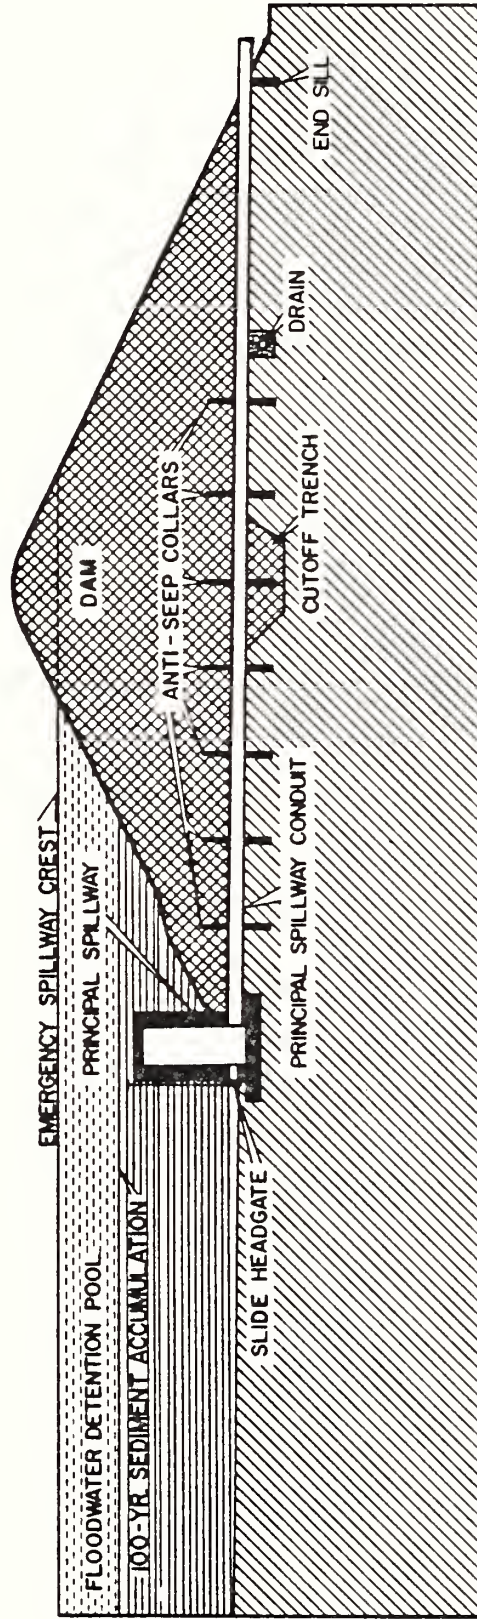 EMERGENCY SPILLWAY CREST
FLOODWATER DETENTION POOL
PRINCIPAL SPILLWAY
DAM
100-YR. SEDIMENT ACCUMULATION
ANTI-SEEP COLLARS
SLIDE HEADGATE
PRINCIPAL SPILLWAY CONDUIT
CUTOFF TRENCH
DRAIN
END SILL